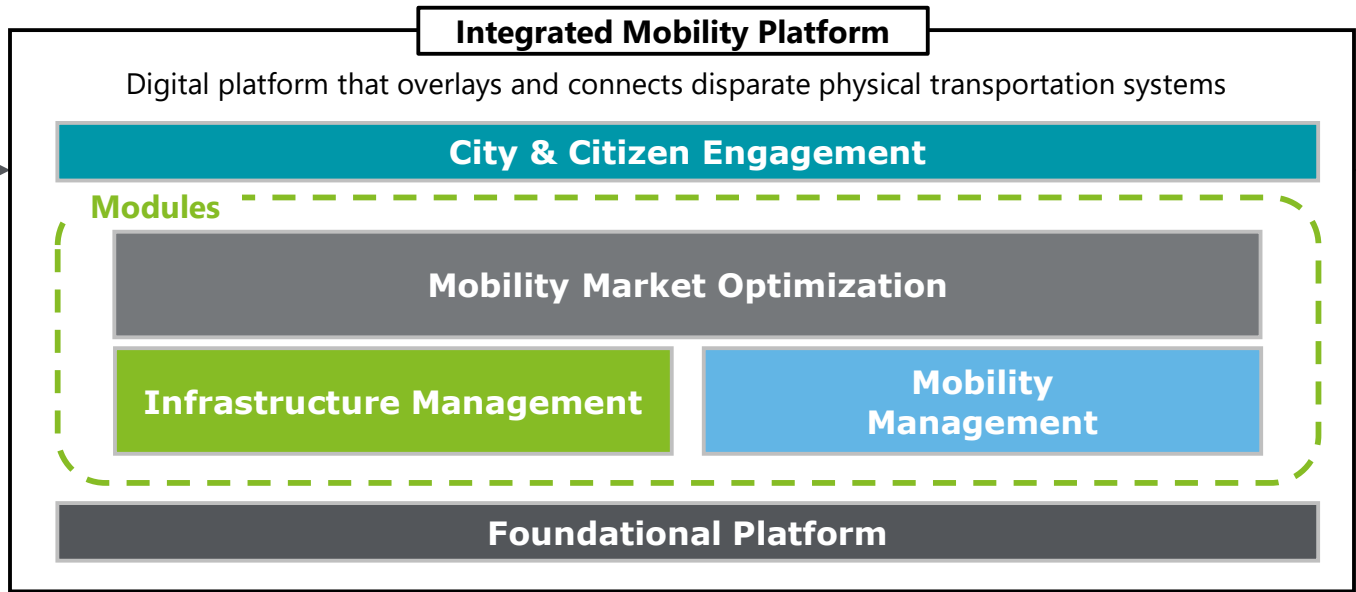 Integrated Mobility Platform
Digital platform that overlays and connects disparate physical transportation systems
City & Citizen Engagement
Modules
Mobility Market Optimization
Infrastructure Management
Mobility
Management
Foundational Platform